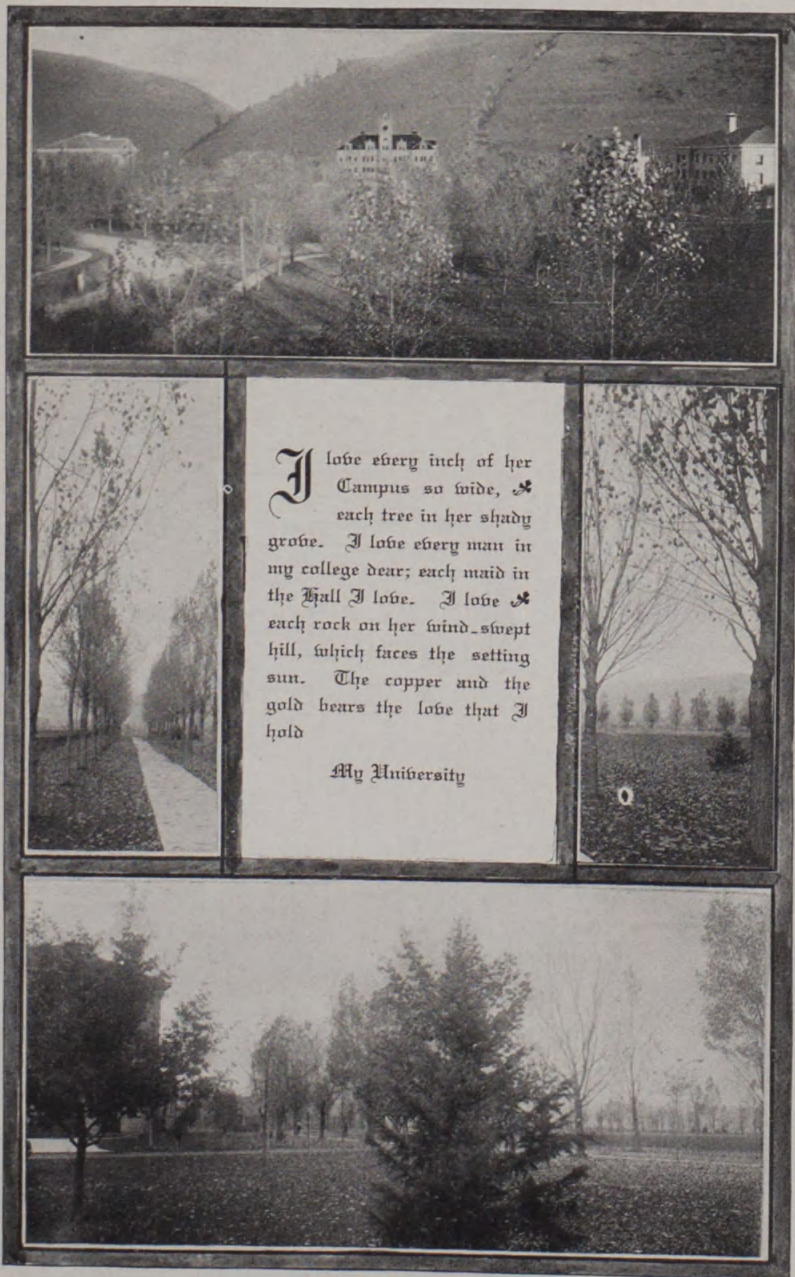 I love every inch of her
Campus so wide,
each tree in her shady
grove. I love every man in
my college dear; each maid in
the Hall I love. I love
each rock on her wind-swept
hill, which faces the setting
sun. The copper and the
gold bears the love that I
hold
My University